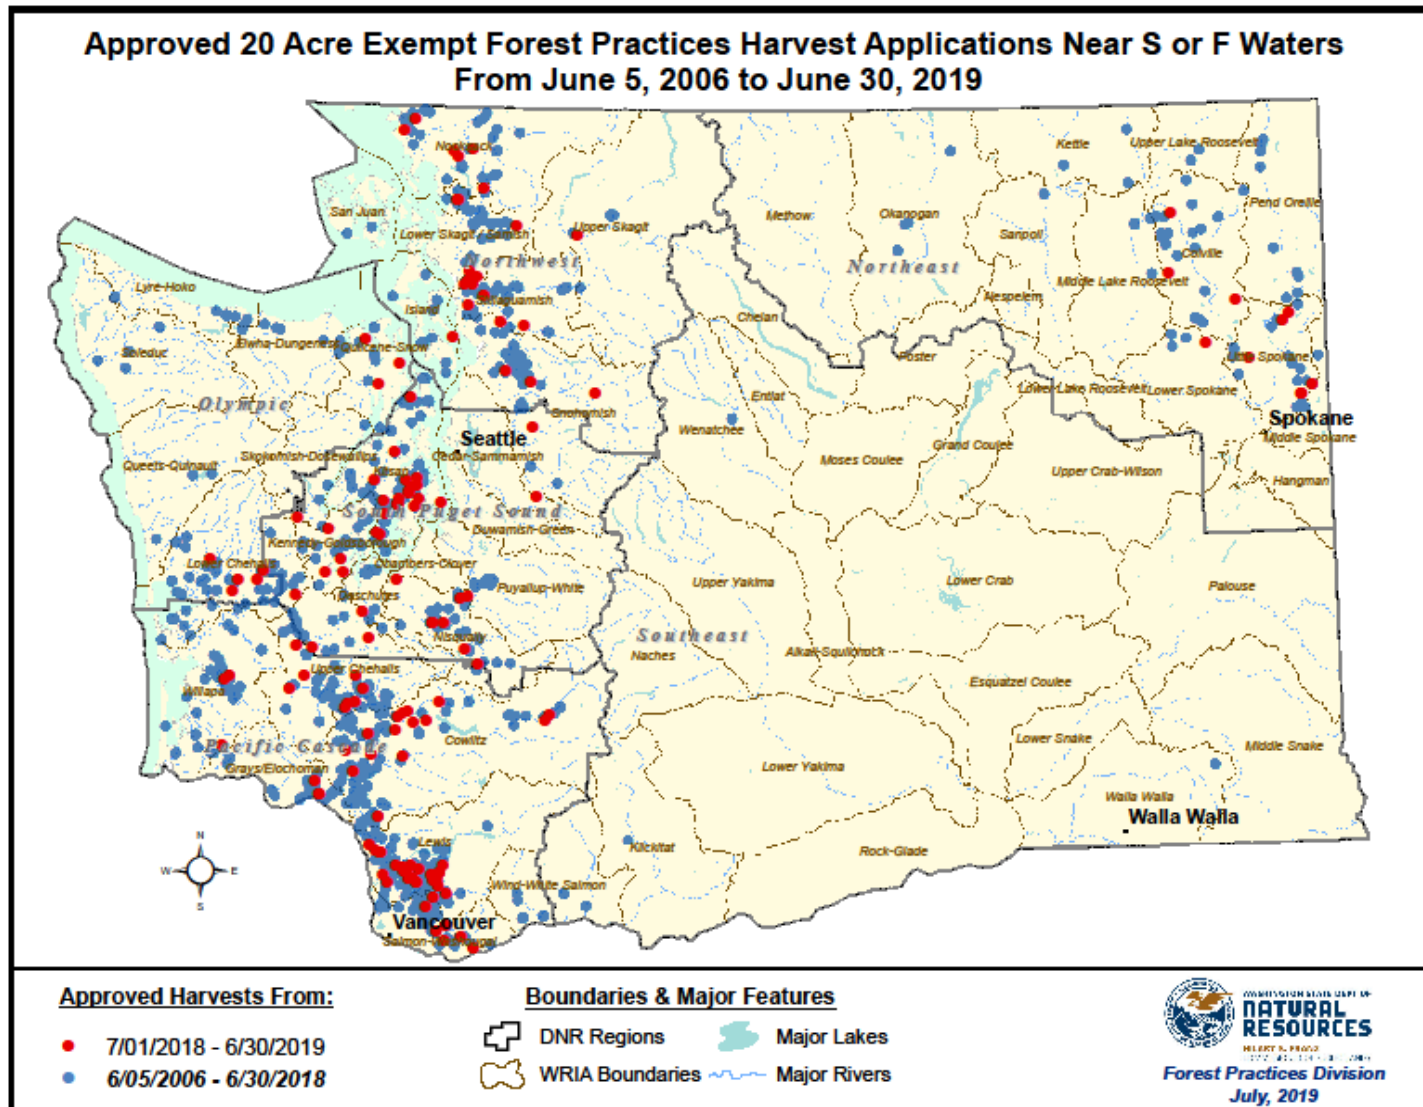 Approved 20 Acre Exempt Forest Practices Harvest Applications Near S or F Waters
From June 5, 2006 to June 30, 2019
Nooksack
San Juan
Lower Skagit / Samish
Upper Skagit
Northwest
Stillaguamish
Island
Lyre-Hoko
Elwha-Dungeness
Quilcene-Snow
Soleduc
Olympic
Snohomish
Seattle
Cedar-Sammamish
Skokomish-Dosewallips
Kitsap
Queets-Quinault
South Puget Sound
Duwamish-Green
Kennedy-Goldsborough
Lower Chehalis
Chambers-Clover
Puyallup-White
Deschutes
Nisqually
Upper Chehalis
Willapa
Pacific Cascade
Cowlitz
Grays/Elochoman
Lewis
Wind-White Salmon
Vancouver
Salmon-Washougal
Methow
Okanogan
Kettle
Upper Lake Roosevelt
Pend Oreille
Sanpoil
Colville
Northeast
Nespelem
Middle Lake Roosevelt
Chelan
Foster
Little Spokane
Lower Lake Roosevelt
Lower Spokane
Entiat
Spokane
Middle Spokane
Wenatchee
Grand Coulee
Moses Coulee
Upper Crab-Wilson
Hangman
Upper Yakima
Lower Crab
Palouse
Southeast
Naches
Alkali-Squilchuck
Esquatzel Coulee
Lower Snake
Middle Snake
Lower Yakima
Walla Walla
Walla Walla
Klickitat
Rock-Glade
N
W
E
S
Approved Harvests From:
7/01/2018 - 6/30/2019
6/05/2006 - 6/30/2018
Boundaries & Major Features
DNR Regions
Major Lakes
WRIA Boundaries
Major Rivers
WASHINGTON STATE DEPT OF
NATURAL
RESOURCES
HILARY S. FRANZ
Forest Practices Division
July, 2019